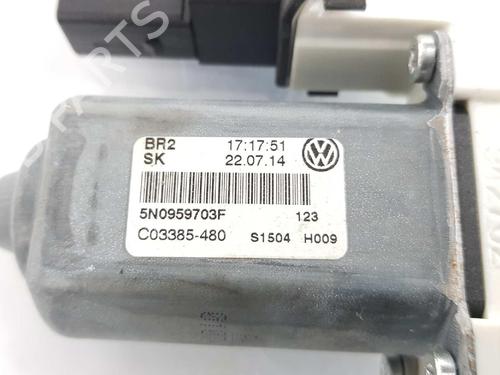 BR2 17:17:51
SK 22.07.14
5N0959703F 123
C03385-480 S1504 H009